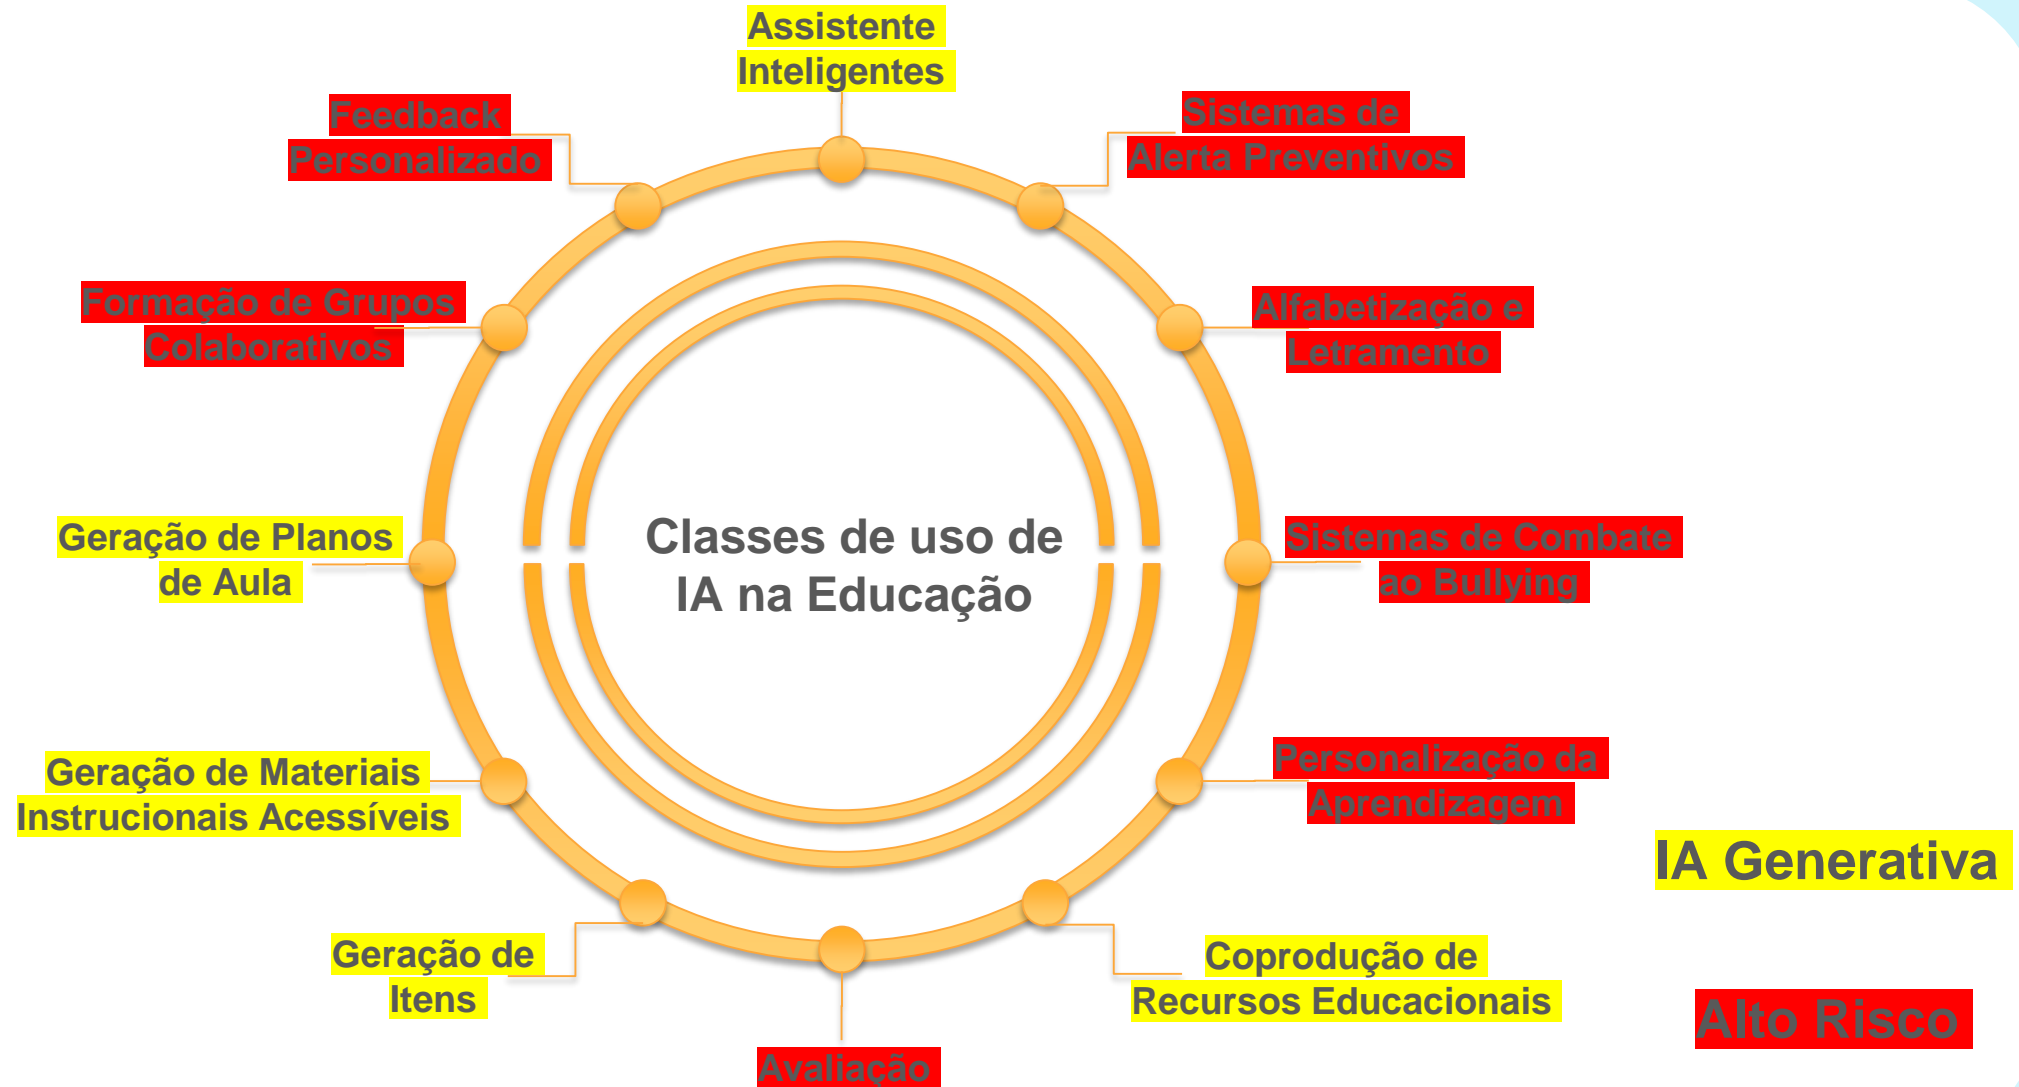 Assistente
Inteligentes
Feedback
Personalizado
Sistemas de
Alerta Preventivos
Formação de Grupos
Colaborativos
Alfabetização e
Letramento
Classes de uso de
IA na Educação
Geração de Planos
de Aula
Sistemas de Combate
ao Bullying
Geração de Materiais
Instrucionais Acessíveis
Personalização da
Aprendizagem
IA Generativa
Geração de
Itens
Coprodução de
Recursos Educacionais
Alto Risco
Avaliação